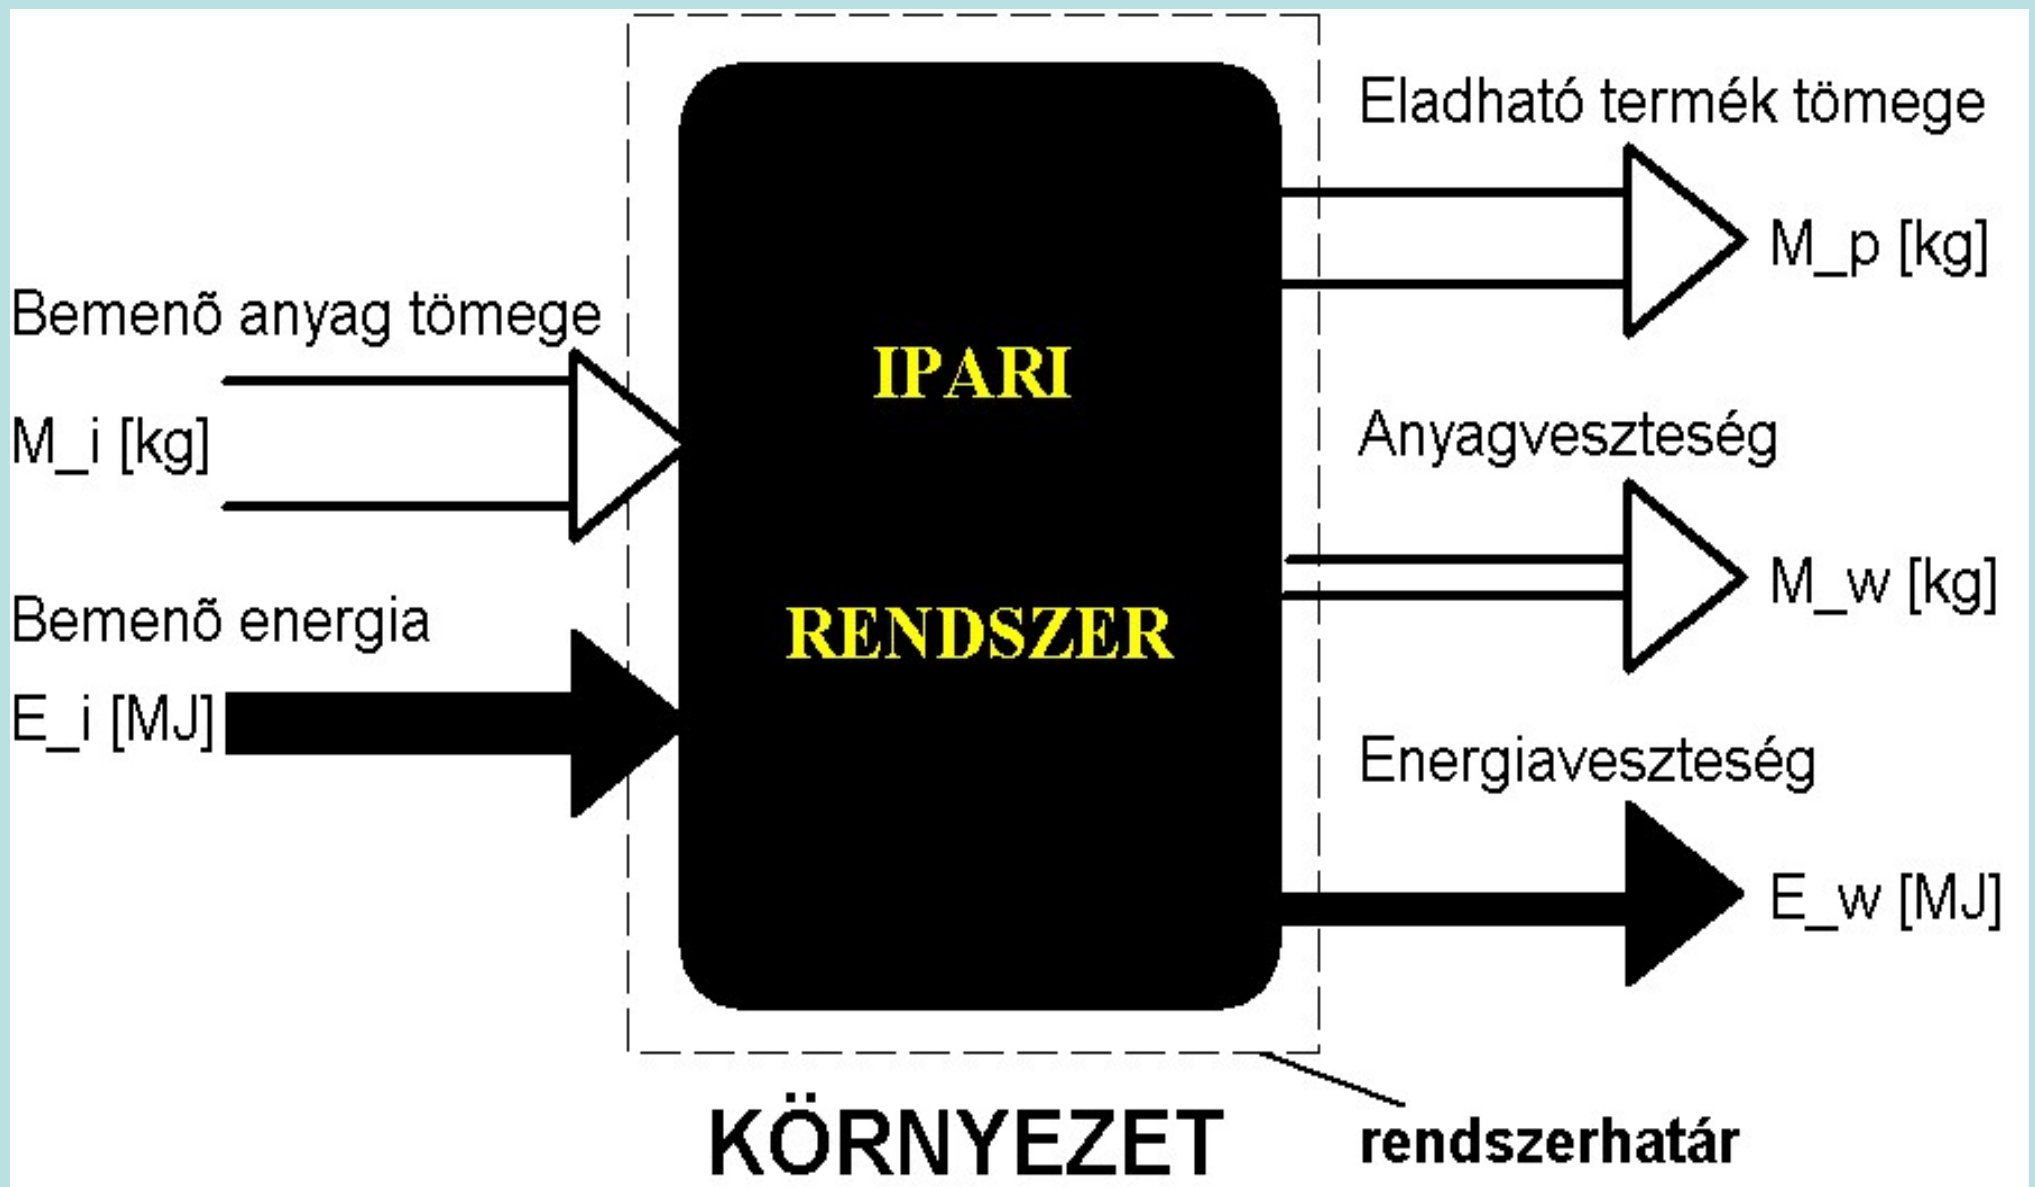 Bemenõ anyag tömege
M_i [kg]
Bemenõ energia
E_i [MJ]
IPARI
RENDSZER
Eladható termék tömege
M_p [kg]
Anyagveszteség
M_w [kg]
Energiaveszteség
E_w [MJ]
KÖRNYEZET
rendszerhatár